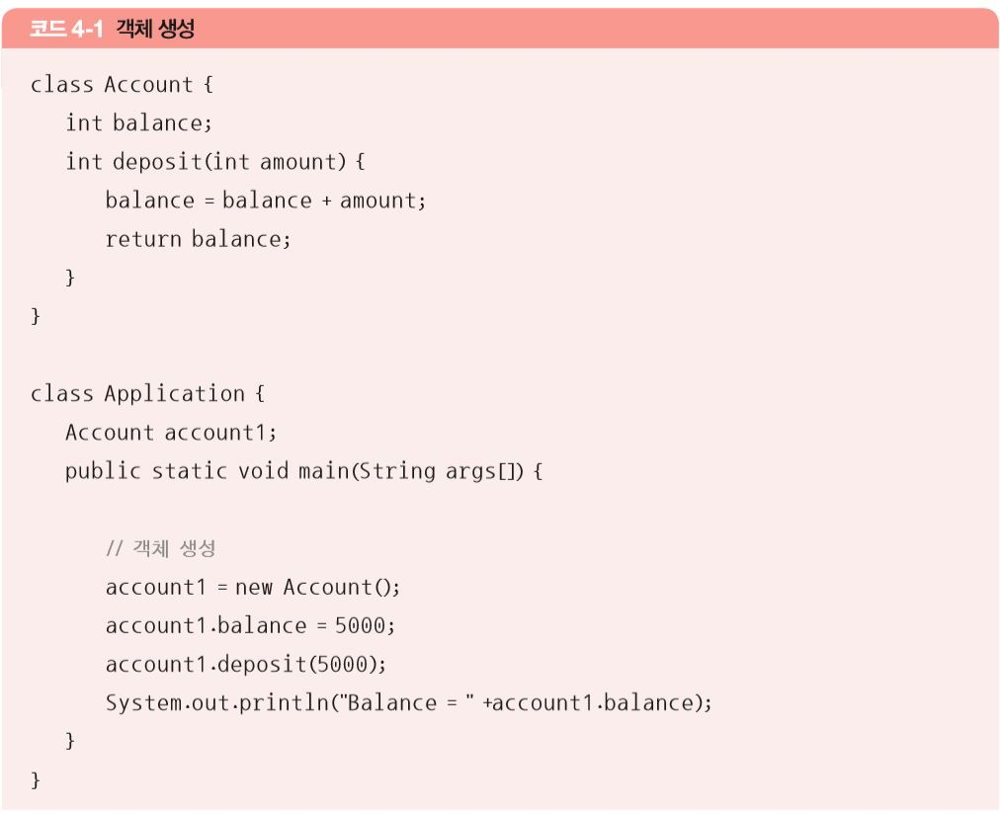 코드 4-1 객체 생성
class Account {
int balance;
int deposit(int amount) {
balance = balance + amount;
return balance;
}
}
class Application {
Account account1;
public static void main(String args[]) {
// 객체 생성
account1 = new Account();
account1.balance = 5000;
account1.deposit(5000);
System.out.println("Balance = " +account1.balance);
}
}